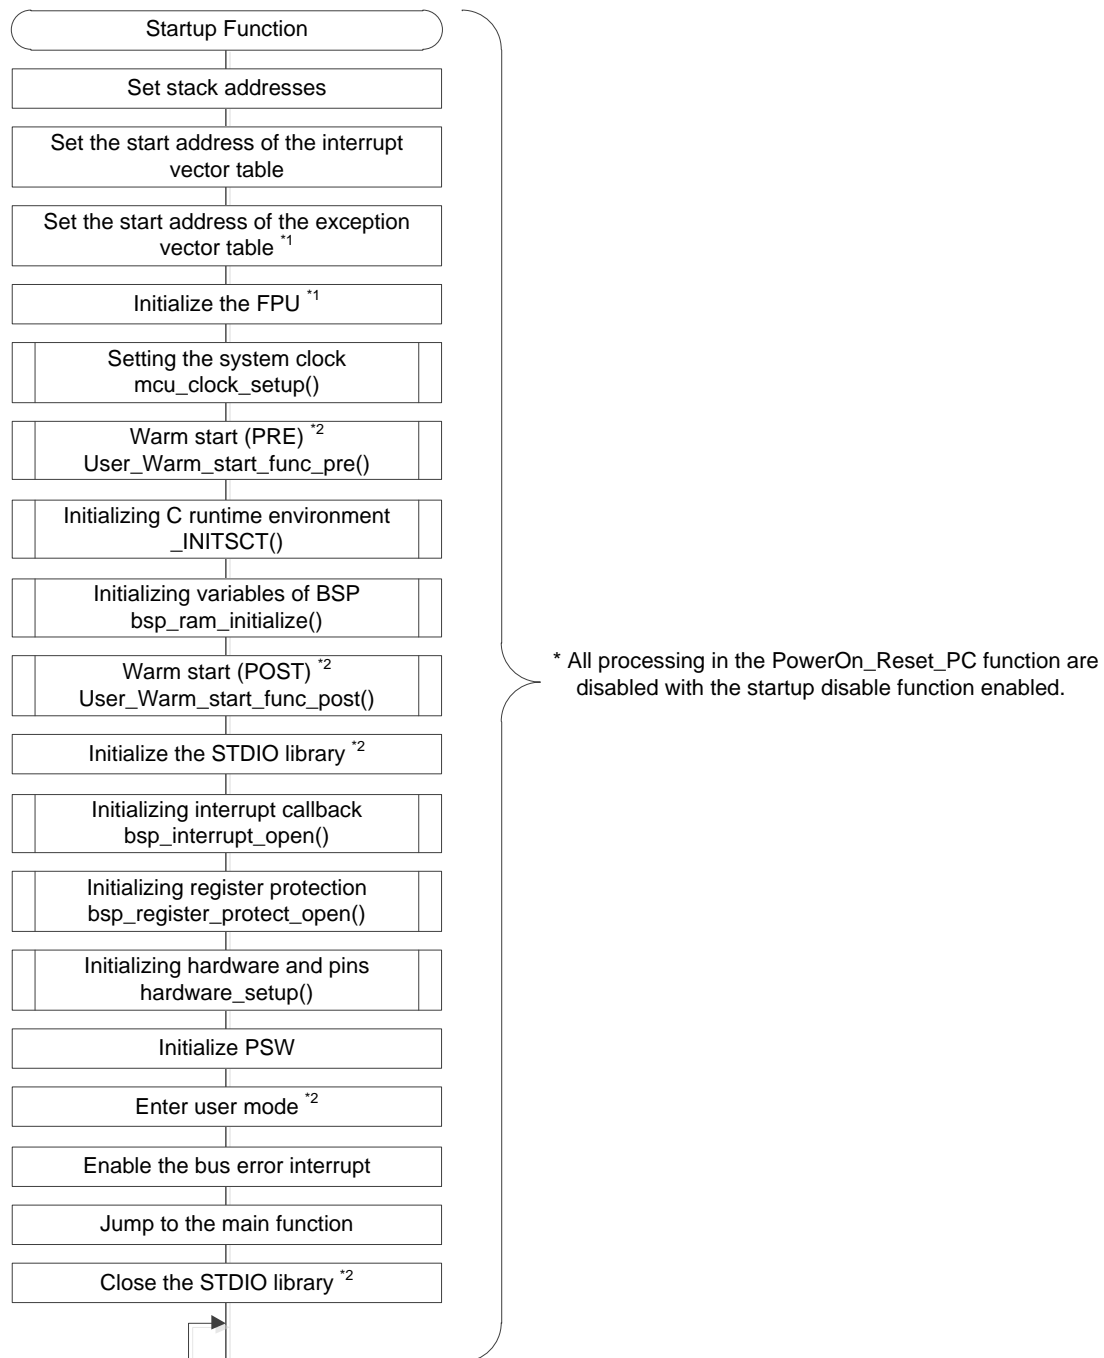 Startup Function
Set stack addresses
Set the start address of the interrupt
vector table
Set the start address of the exception
vector table *1
Initialize the FPU *1
Setting the system clock
mcu_clock_setup()
Warm start (PRE) *2
User_Warm_start_func_pre()
Initializing C runtime environment
_INITSCT()
Initializing variables of BSP
bsp_ram_initialize()
Warm start (POST) *2
User_Warm_start_func_post()
Initialize the STDIO library *2
Initializing interrupt callback
bsp_interrupt_open()
Initializing register protection
bsp_register_protect_open()
Initializing hardware and pins
hardware_setup()
Initialize PSW
Enter user mode *2
Enable the bus error interrupt
Jump to the main function
Close the STDIO library *2
* All processing in the PowerOn_Reset_PC function are
disabled with the startup disable function enabled.